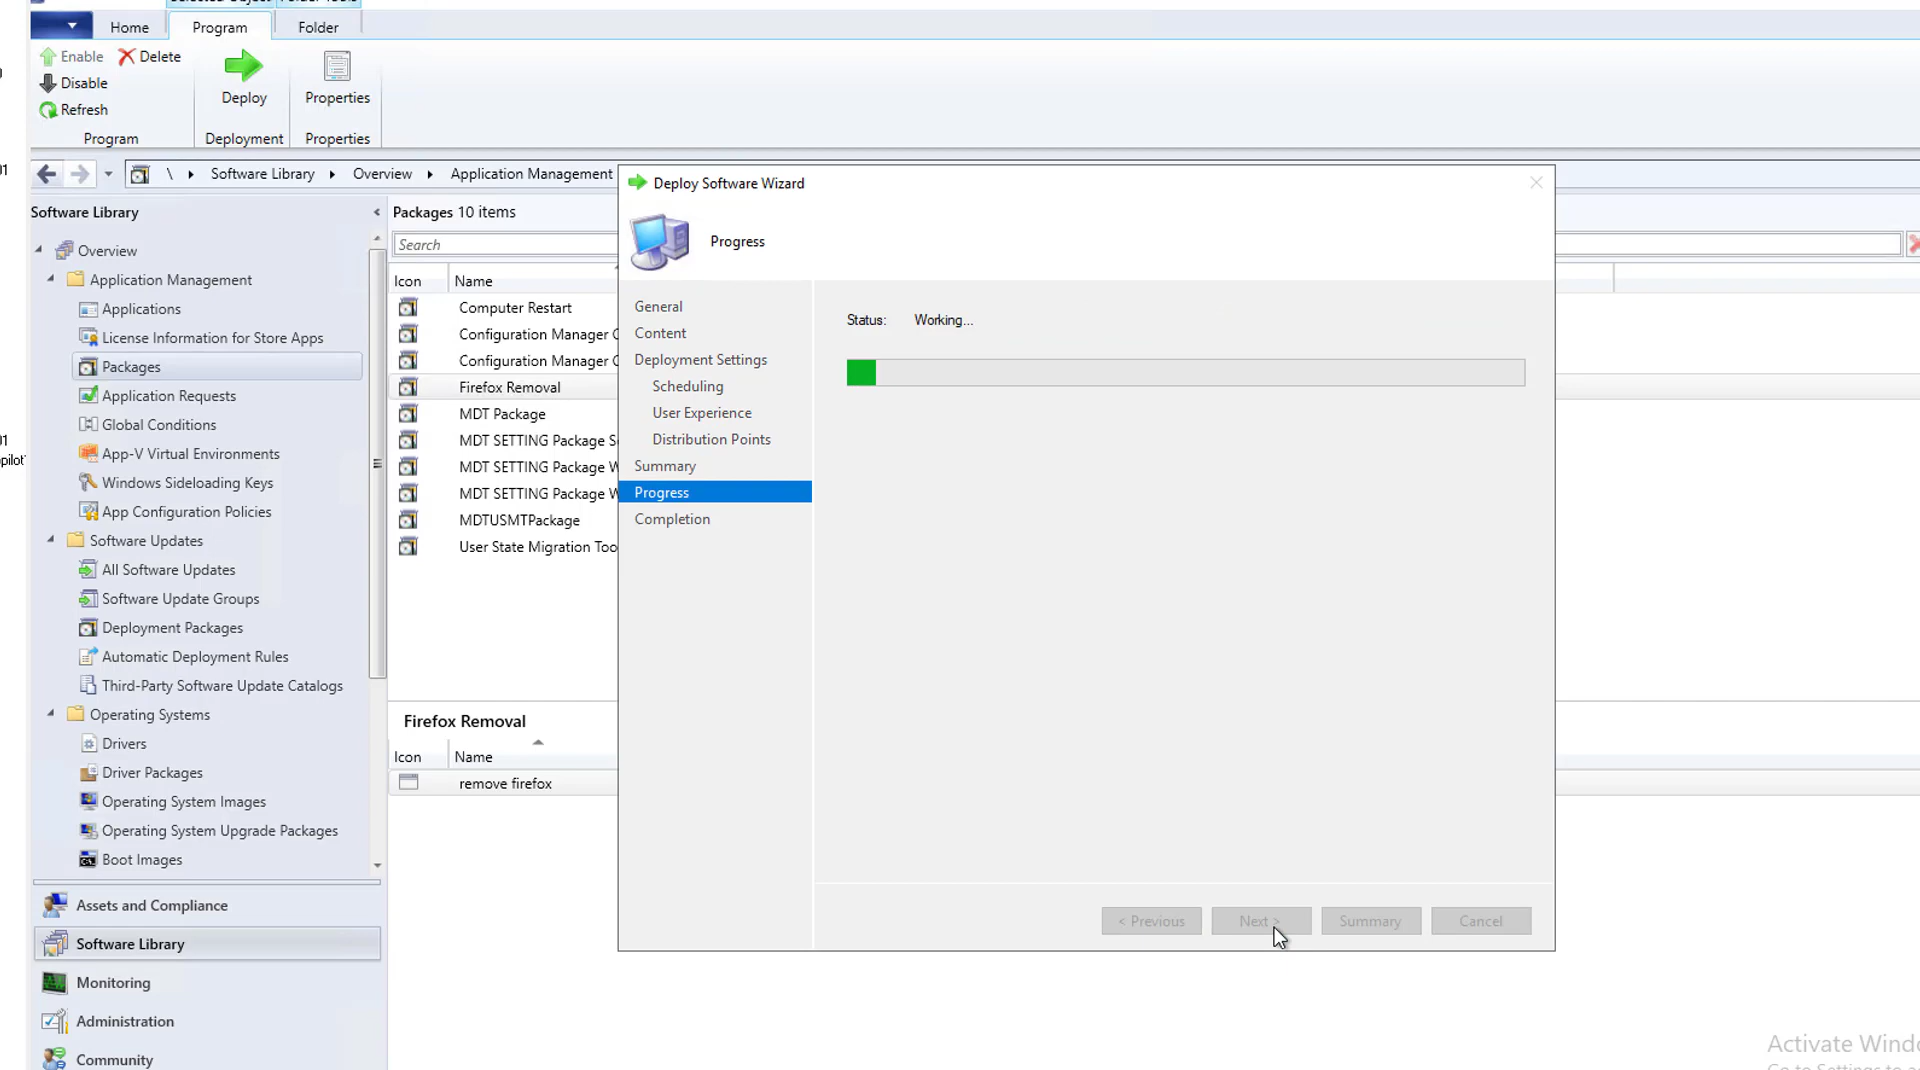 Home
Program
Folder
Enable
Delete
Disable
Refresh
Program
Deploy
Deployment
Properties
Properties
\ Software Library Overview Application Management
Software Library
Overview
Application Management
Applications
License Information for Store Apps
Packages
Application Requests
Global Conditions
App-V Virtual Environments
Windows Sideloading Keys
App Configuration Policies
Software Updates
All Software Updates
Software Update Groups
Deployment Packages
Automatic Deployment Rules
Third-Party Software Update Catalogs
Operating Systems
Drivers
Driver Packages
Operating System Images
Operating System Upgrade Packages
Boot Images
Assets and Compliance
Software Library
Monitoring
Administration
Community
Packages 10 items
Search
Icon Name
Computer Restart
Configuration Manager C
Configuration Manager C
Firefox Removal
MDT Package
MDT SETTING Package S
MDT SETTING Package W
MDT SETTING Package W
MDTUSMTPackage
User State Migration Too
Firefox Removal
Icon Name
remove firefox
Deploy Software Wizard
Progress
General
Content
Deployment Settings
Scheduling
User Experience
Distribution Points
Summary
Progress
Completion
Status: Working...
< Previous
Next >
Summary
Cancel
Activate Windo